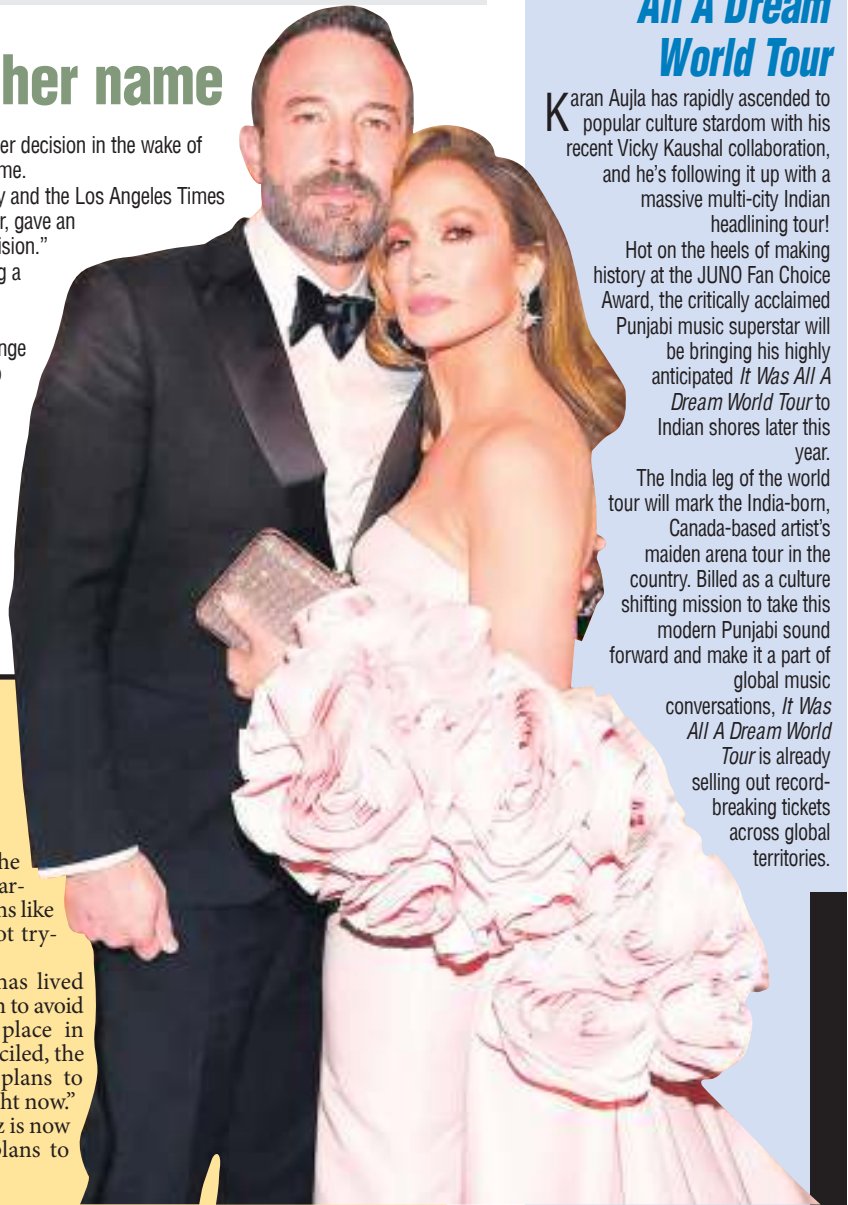 her name
er decision in the wake of
me.
y and the Los Angeles Times
r, gave an
ision."
g a
nge
All A Dream
World Tour
Karan Aujla has rapidly ascended to
popular culture stardom with his
recent Vicky Kaushal collaboration,
and he's following it up with a
massive multi-city Indian
headlining tour!
Hot on the heels of making
history at the JUNO Fan Choice
Award, the critically acclaimed
Punjabi music superstar will
be bringing his highly
anticipated It Was All A
Dream World Tour to
Indian shores later this
year.
The India leg of the world
tour will mark the India-born,
Canada-based artist's
maiden arena tour in the
country. Billed as a culture
shifting mission to take this
modern Punjabi sound
forward and make it a part of
global music
conversations, It Was
All A Dream World
Tour is already
selling out record-
breaking tickets
across global
territories.
he
ar-
ns like
ot try-
has lived
n to avoid
place in
ciled, the
plans to
ht now."
z is now
plans to